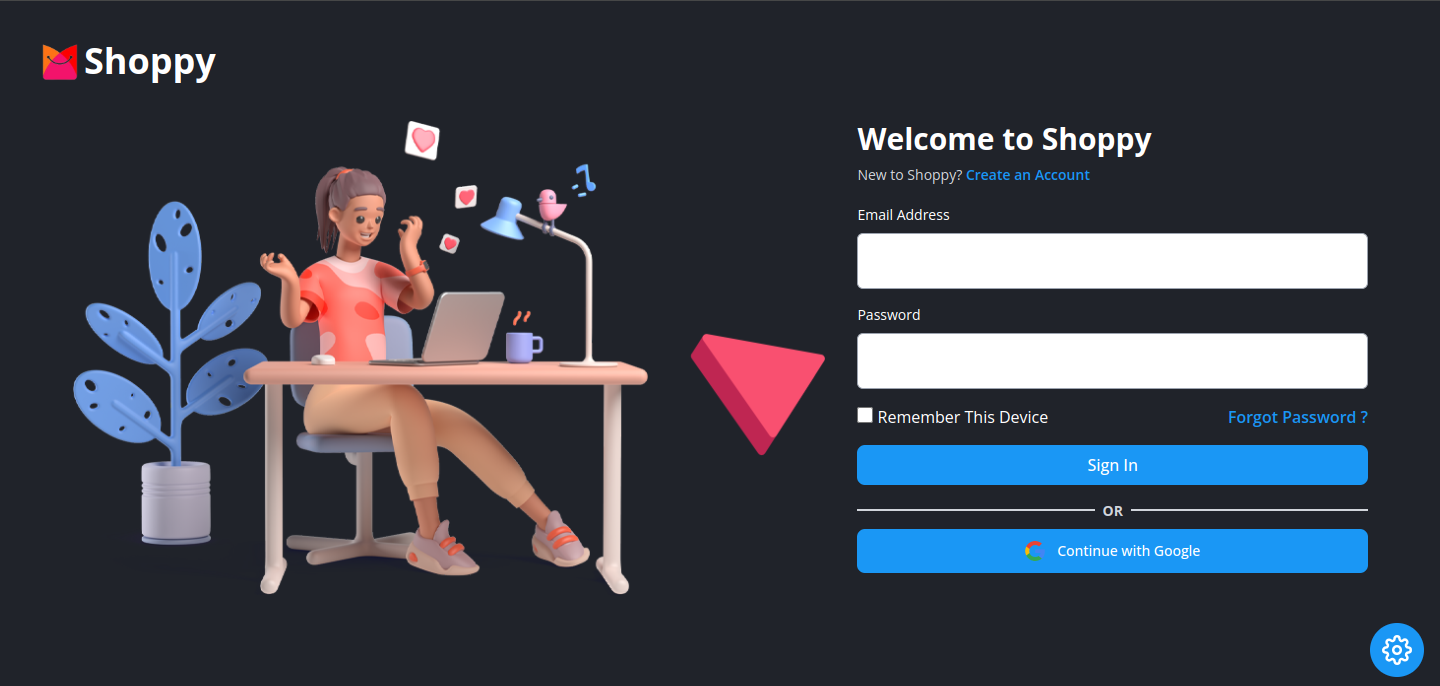 Shoppy
Welcome to Shoppy
New to Shoppy? Create an Account
Email Address
Password
Remember This Device
Forgot Password ?
Sign In
OR
Continue with Google